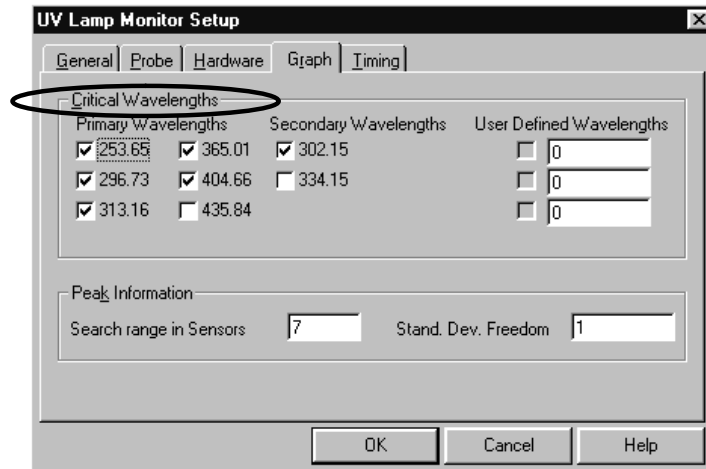 UV Lamp Monitor Setup
General Probe Hardware Graph Timing
Critical Wavelengths
Primary Wavelengths Secondary Wavelengths User Defined Wavelengths
253.65 365.01 302.15 0
296.73 404.66 334.15 0
313.16 435.84 0
Peak Information
Search range in Sensors 7 Stand. Dev. Freedom 1
OK Cancel Help